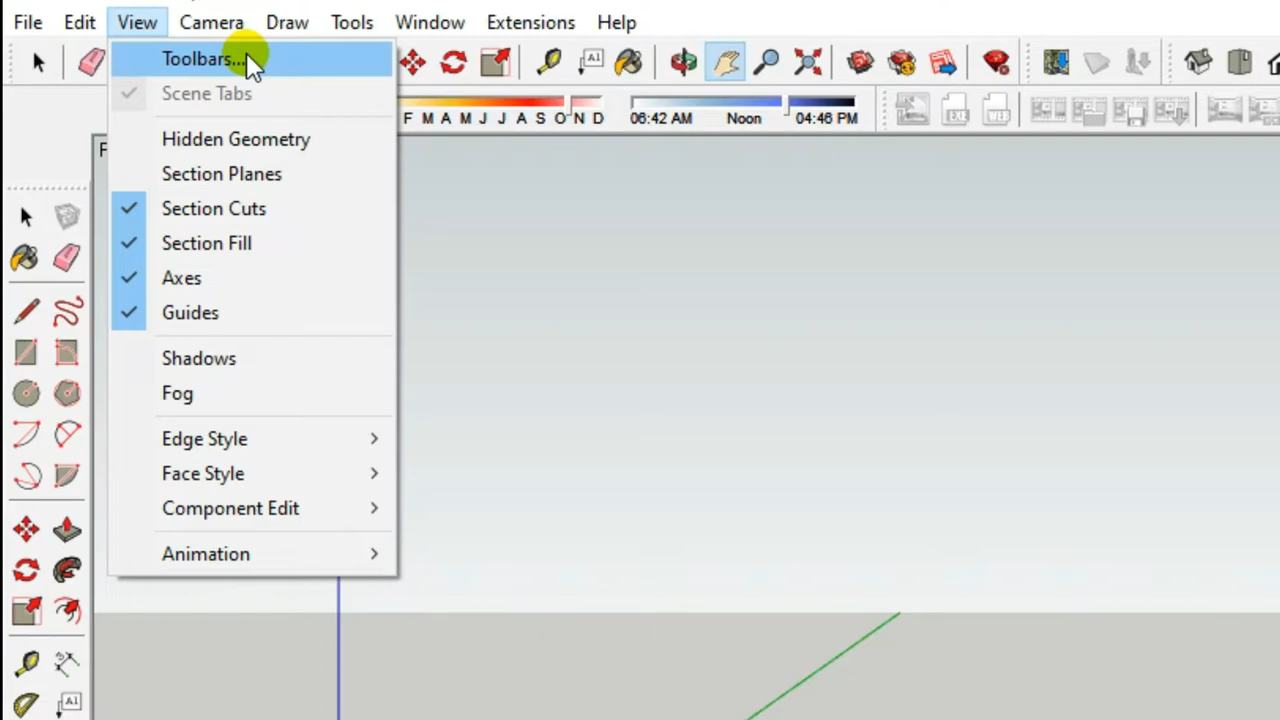 File Edit View Camera Draw Tools Window Extensions Help
Toolbars...
Scene Tabs
Hidden Geometry
Section Planes
Section Cuts
Section Fill
Axes
Guides
Shadows
Fog
Edge Style
Face Style
Component Edit
Animation
F M A M J J A S O N D
06:42 AM Noon 04:46 PM
A1
A1